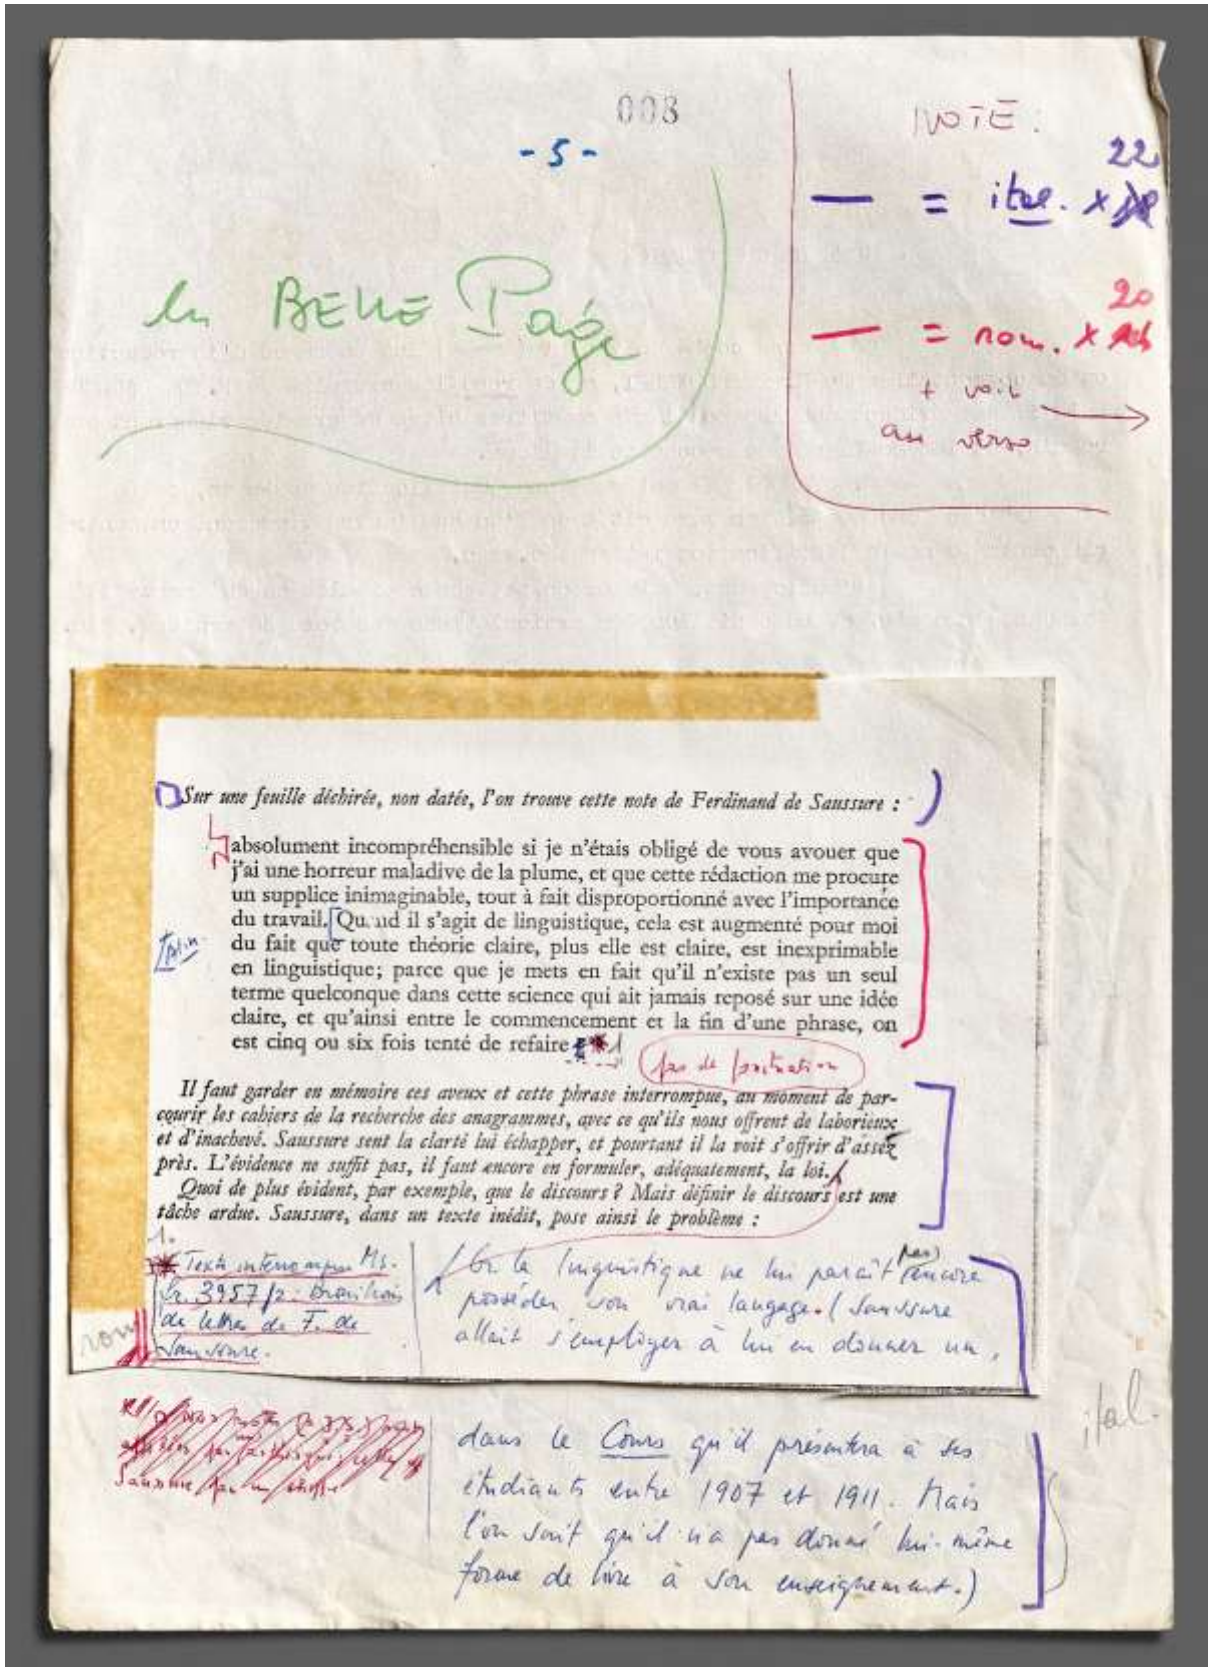 008
- 5 -
NOTE :
22
— = ital. ×
20
— = rom. ×
+ voir
au verso
en BELLE Page
Sur une feuille déchirée, non datée, l'on trouve cette note de Ferdinand de Saussure :
absolument incompréhensible si je n'étais obligé de vous avouer que
j'ai une horreur maladive de la plume, et que cette rédaction me procure
un supplice inimaginable, tout à fait disproportionné avec l'importance
du travail. [Qu nd il s'agit de linguistique, cela est augmenté pour moi
du fait que toute théorie claire, plus elle est claire, est inexprimable
en linguistique; parce que je mets en fait qu'il n'existe pas un seul
terme quelconque dans cette science qui ait jamais reposé sur une idée
claire, et qu'ainsi entre le commencement et la fin d'une phrase, on
est cinq ou six fois tenté de refaire 1
pas de ponctuation
Il faut garder en mémoire ces aveux et cette phrase interrompue, au moment de par-
courir les cahiers de la recherche des anagrammes, avec ce qu'ils nous offrent de laborieux
et d'inachevé. Saussure sent la clarté lui échapper, et pourtant il la voit s'offrir d'assez
près. L'évidence ne suffit pas, il faut encore en formuler, adéquatement, la loi.
Quoi de plus évident, par exemple, que le discours ? Mais définir le discours est une
tâche ardue. Saussure, dans un texte inédit, pose ainsi le problème :
1.
Texte interrompu Ms.
fr. 3957/2 : Brouillons
de lettres de F. de
Saussure.
rom
Or la linguistique ne lui paraît pas encore
posséder son vrai langage. (Saussure
allait s'employer à lui en donner un,
dans le Cours qu'il présentera à ses
étudiants entre 1907 et 1911. Mais
l'on sait qu'il n'a pas donné lui-même
forme de livre à son enseignement.)
ital.